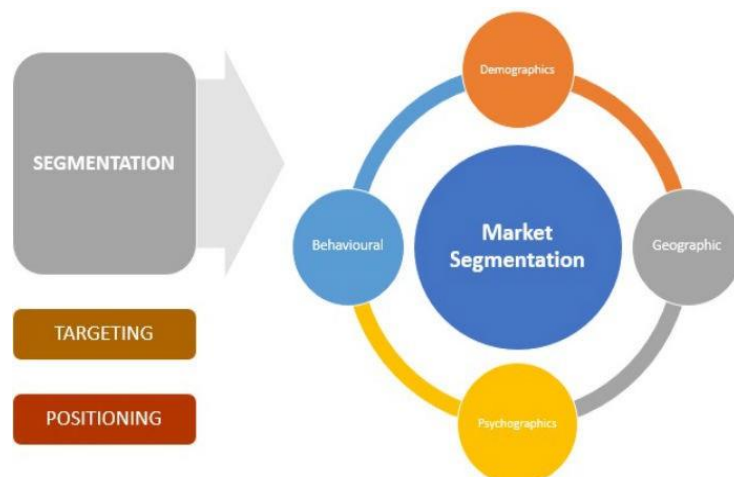 SEGMENTATION
TARGETING
POSITIONING
Demographics
Behavioural
Market
Segmentation
Geographic
Psychographics